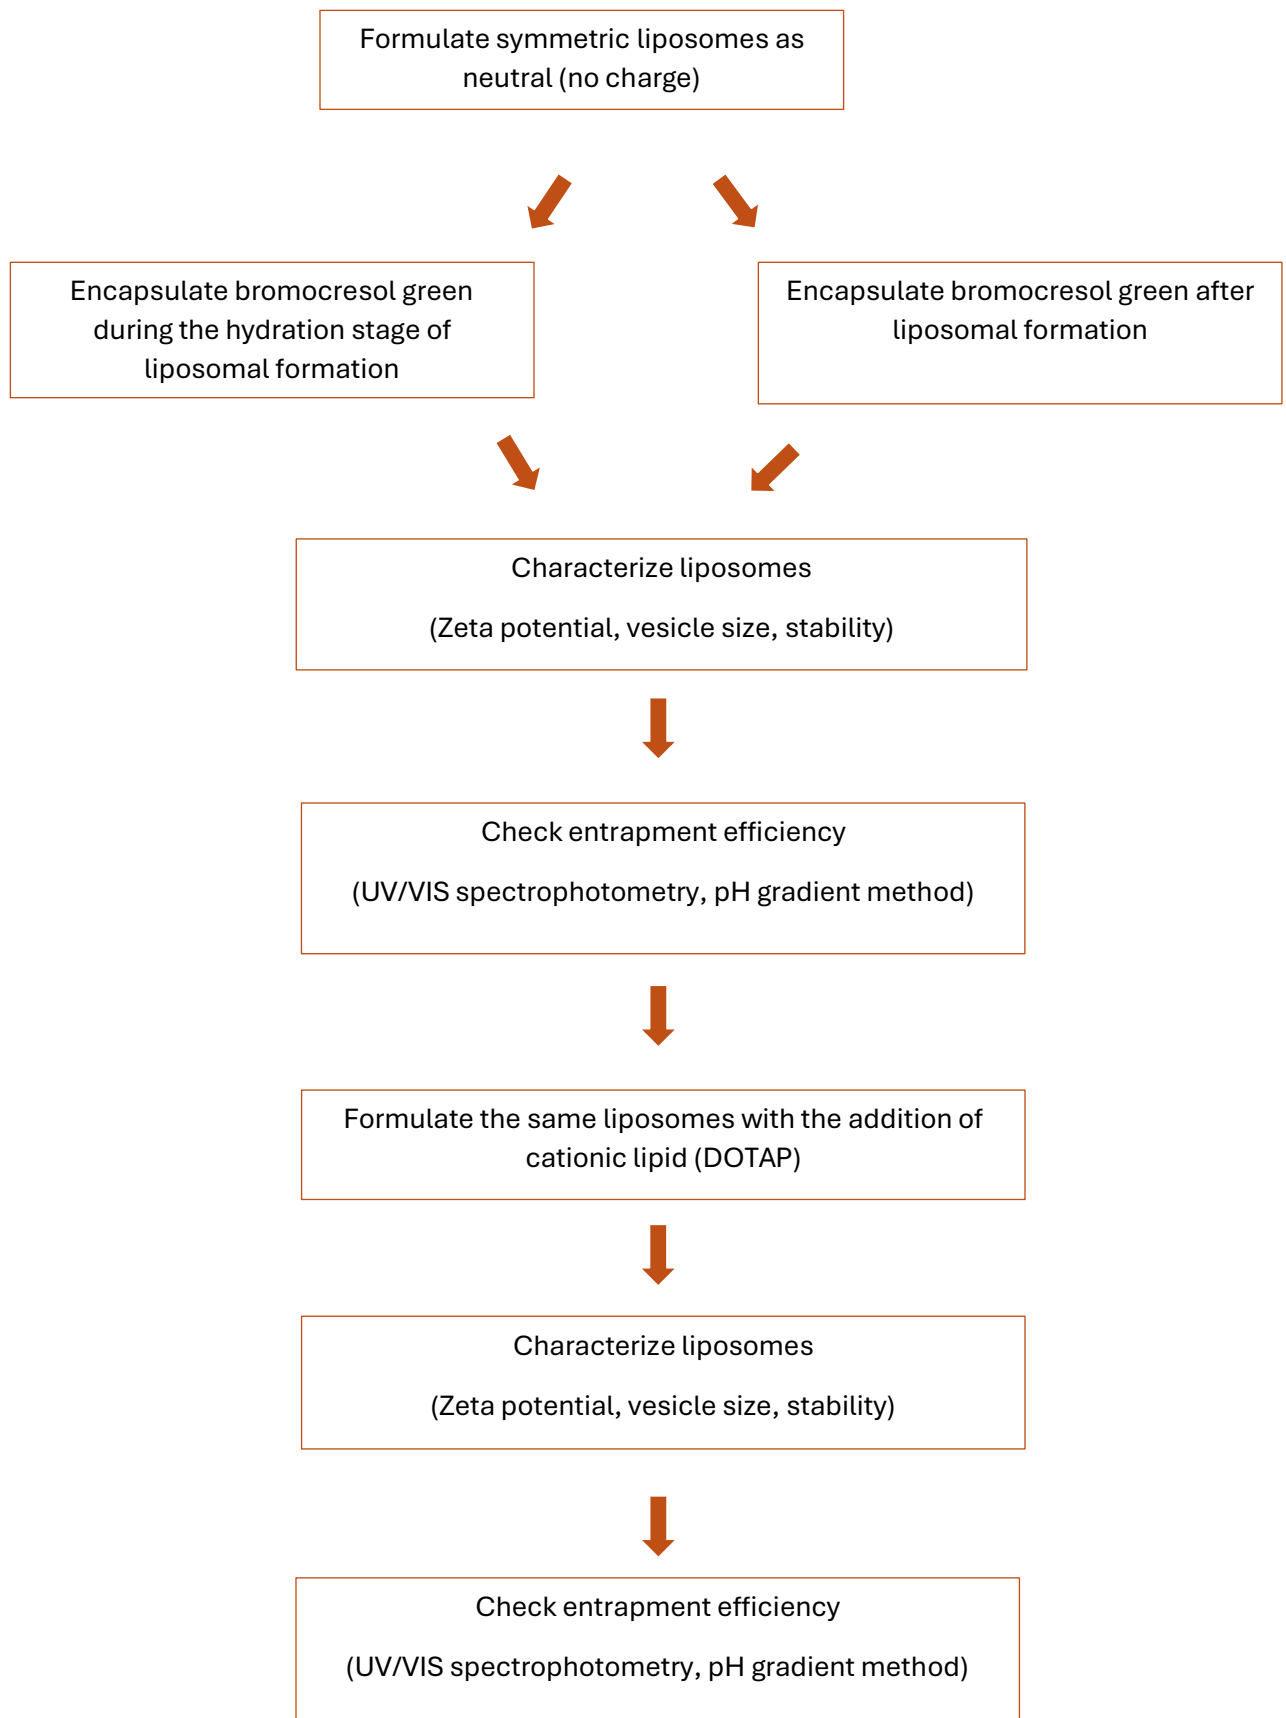 Formulate symmetric liposomes as
neutral (no charge)
Encapsulate bromocresol green
during the hydration stage of
liposomal formation
Encapsulate bromocresol green after
liposomal formation
Characterize liposomes
(Zeta potential, vesicle size, stability)
Check entrapment efficiency
(UV/VIS spectrophotometry, pH gradient method)
Formulate the same liposomes with the addition of
cationic lipid (DOTAP)
Characterize liposomes
(Zeta potential, vesicle size, stability)
Check entrapment efficiency
(UV/VIS spectrophotometry, pH gradient method)